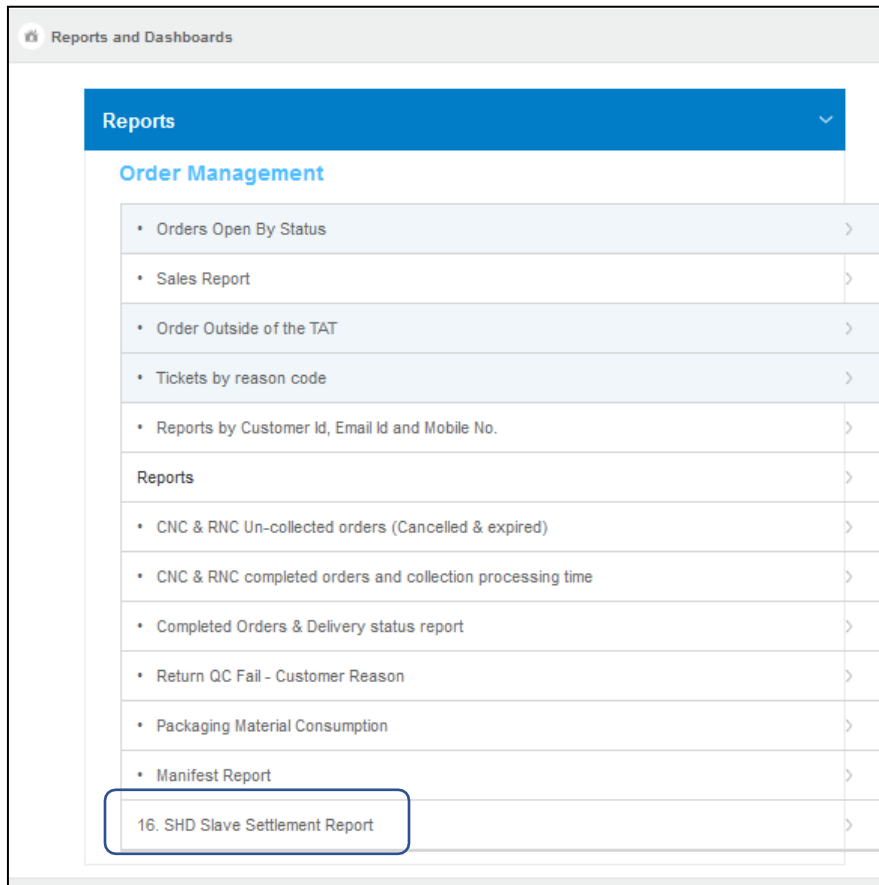 Reports and Dashboards
Reports
Order Management
• Orders Open By Status
• Sales Report
• Order Outside of the TAT
• Tickets by reason code
• Reports by Customer Id, Email Id and Mobile No.
Reports
• CNC & RNC Un-collected orders (Cancelled & expired)
• CNC & RNC completed orders and collection processing time
• Completed Orders & Delivery status report
• Return QC Fail - Customer Reason
• Packaging Material Consumption
• Manifest Report
16. SHD Slave Settlement Report